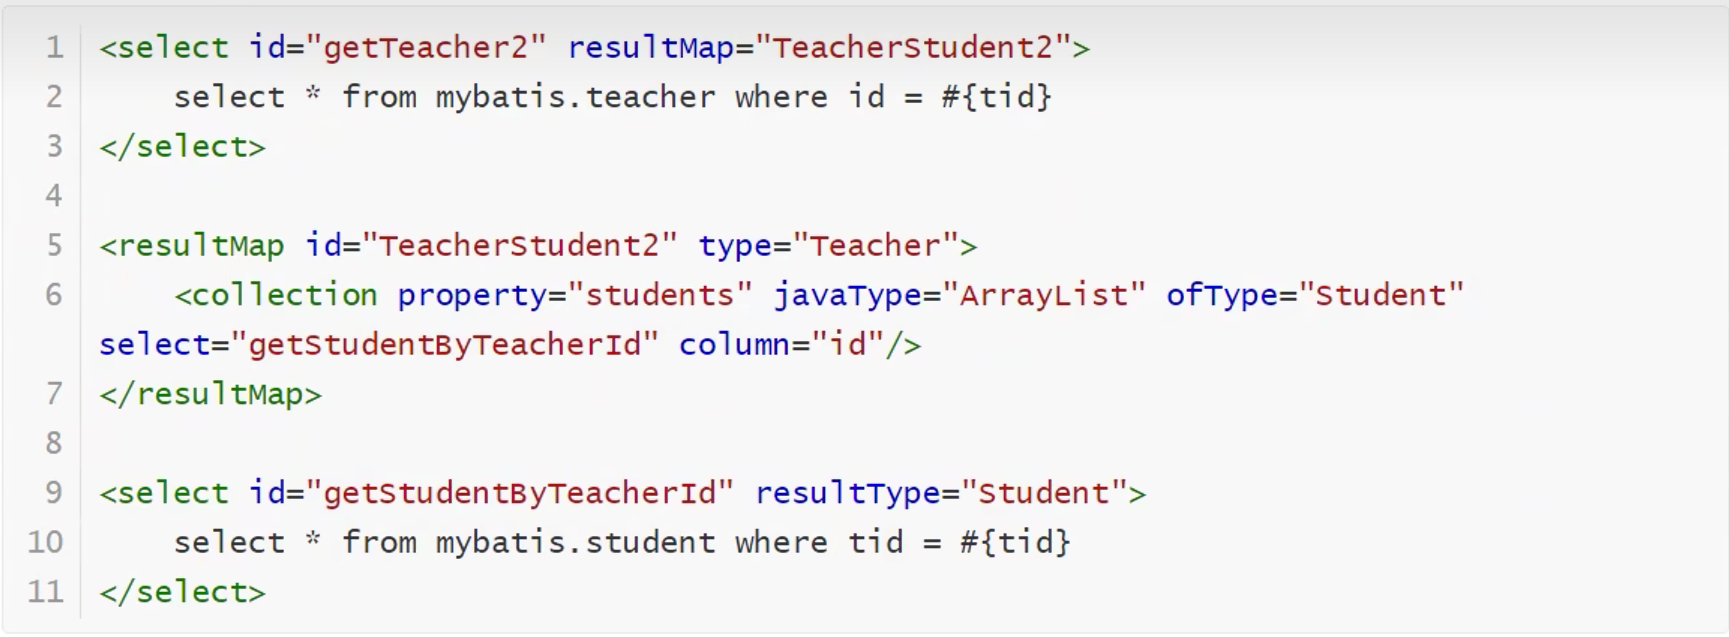 1 <select id="getTeacher2" resultMap="TeacherStudent2">
2     select * from mybatis.teacher where id = #{tid}
3 </select>
4
5 <resultMap id="TeacherStudent2" type="Teacher">
6     <collection property="students" javaType="ArrayList" ofType="Student"
select="getStudentByTeacherId" column="id"/>
7 </resultMap>
8
9 <select id="getStudentByTeacherId" resultType="Student">
10     select * from mybatis.student where tid = #{tid}
11 </select>